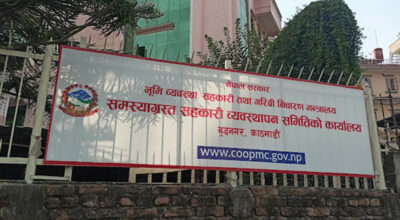 नेपाल सरकार
भूमि व्यवस्था सहकारी तथा गरिबी निवारण मन्त्रालय
समस्याग्रस्त सहकारी व्यवस्थापन समितिको कार्यालय
बुद्धनगर, काठमाडौं
www.coopmc.gov.np